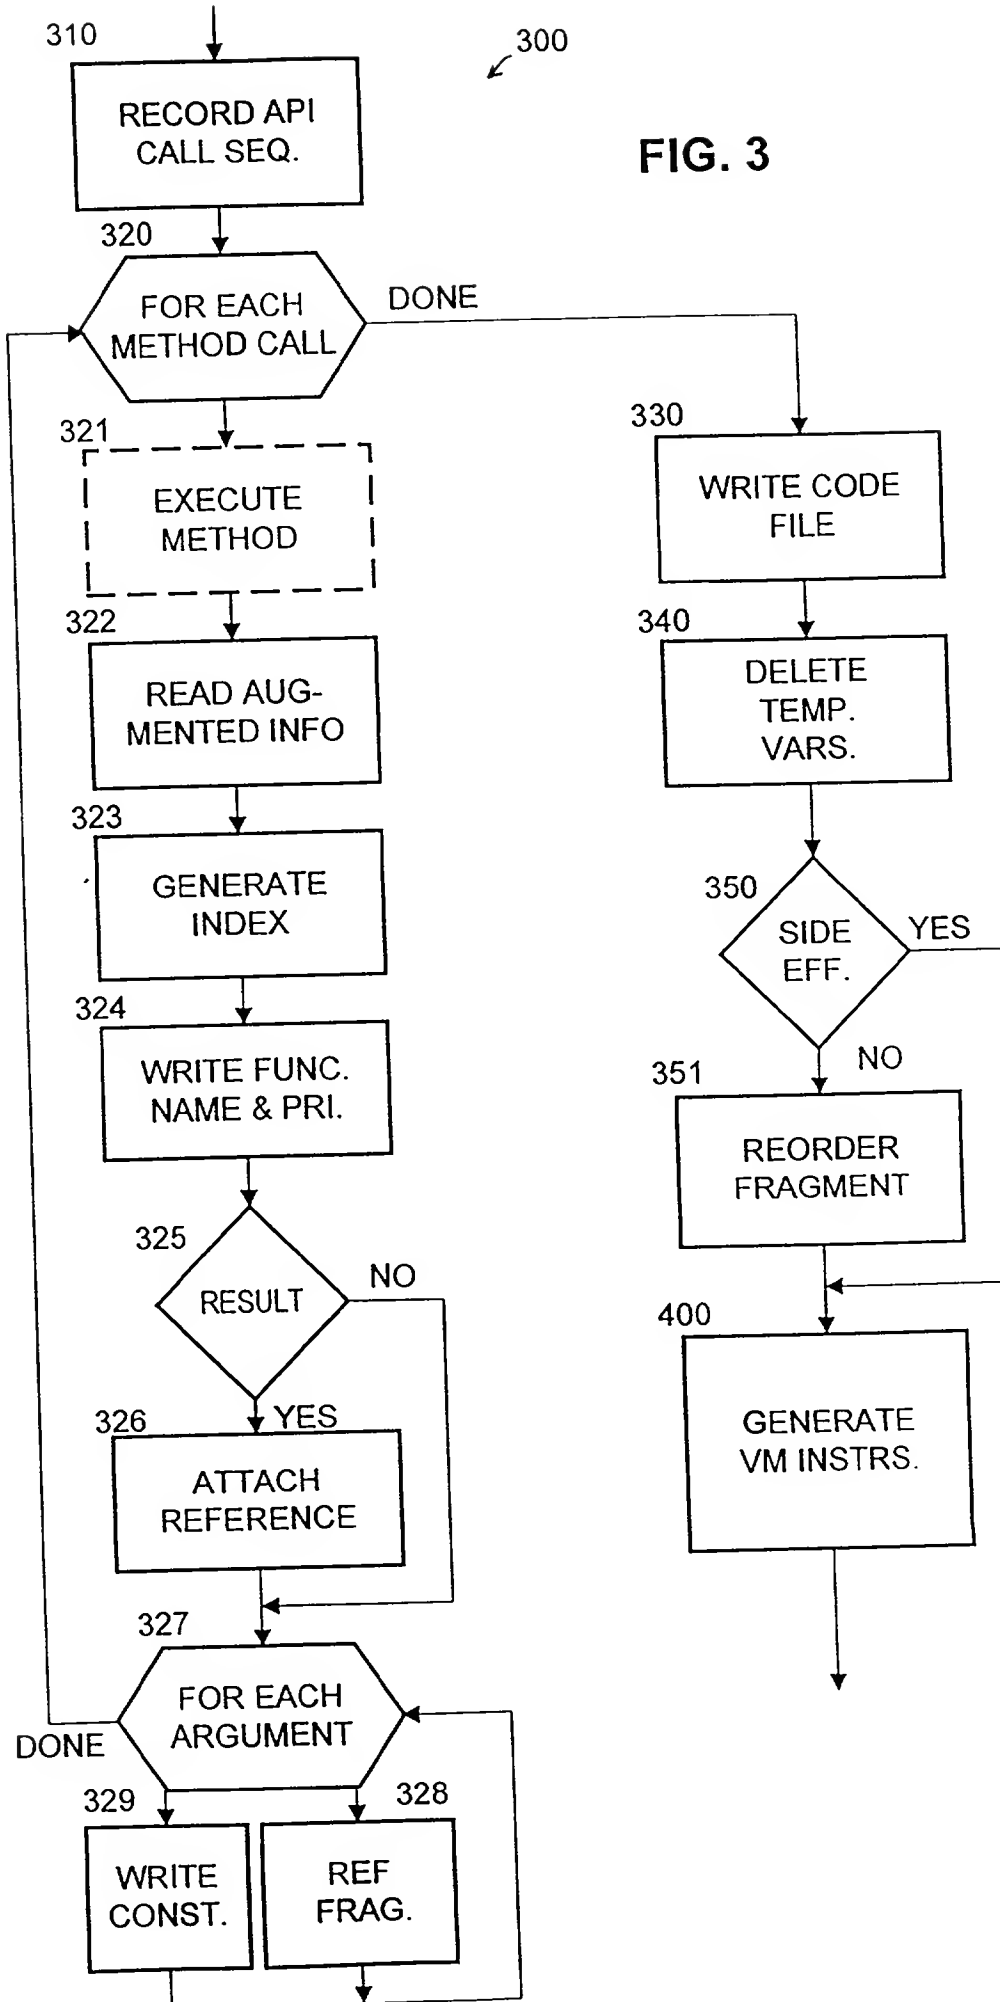 310
300
RECORD API
CALL SEQ.
FIG. 3
320
FOR EACH
METHOD CALL
DONE
321
EXECUTE
METHOD
322
READ AUG-
MENTED INFO
323
GENERATE
INDEX
324
WRITE FUNC.
NAME & PRI.
325
RESULT
NO
YES
326
ATTACH
REFERENCE
327
FOR EACH
ARGUMENT
DONE
329
WRITE
CONST.
328
REF
FRAG.
330
WRITE CODE
FILE
340
DELETE
TEMP.
VARS.
350
SIDE
EFF.
YES
NO
351
REORDER
FRAGMENT
400
GENERATE
VM INSTRS.